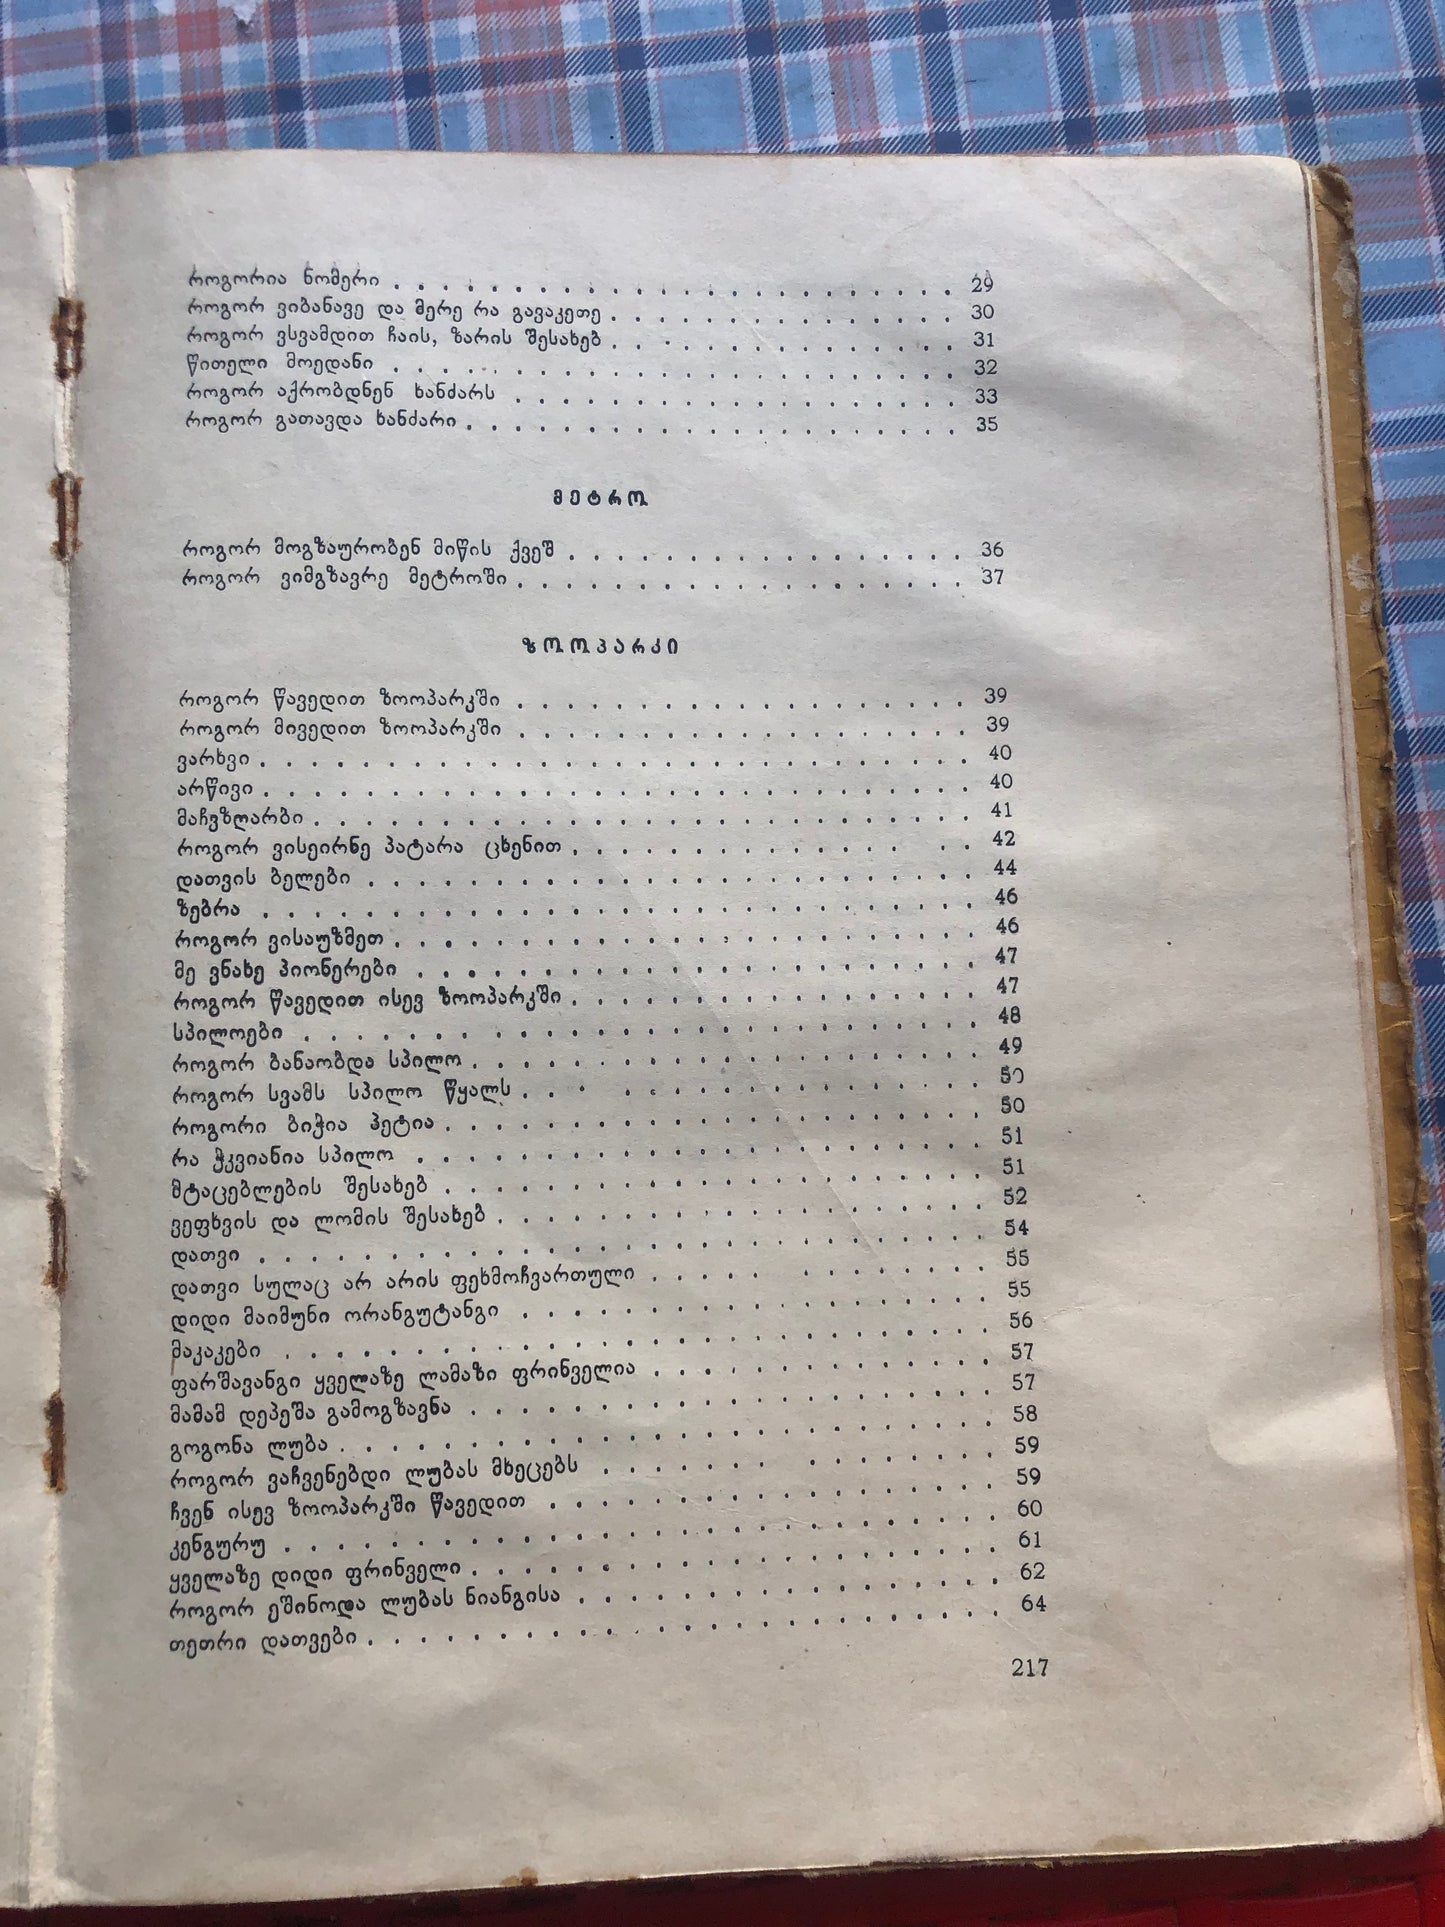 როგორია ნომერი . . . . . . . . . . . . . . . . . . . . . . . 29
როგორ ვიბანავე და მერე რა გავაკეთე . . . . . . . . . . . . . . . 30
როგორ ვსვამდით ჩაის, ზარის შესახებ . . . . . . . . . . . . . . . 31
წითელი მოედანი . . . . . . . . . . . . . . . . . . . . . . . 32
როგორ აქრობდნენ ხანძარს . . . . . . . . . . . . . . . . . . . 33
როგორ გათავდა ხანძარი . . . . . . . . . . . . . . . . . . . . . 35
მეტრო
როგორ მოგზაურობენ მიწის ქვეშ . . . . . . . . . . . . . . . . . 36
როგორ ვიმგზავრე მეტროში . . . . . . . . . . . . . . . . . . . 37
ზოოპარკი
როგორ წავედით ზოოპარკში . . . . . . . . . . . . . . . . . . . 39
როგორ მივედით ზოოპარკში . . . . . . . . . . . . . . . . . . . 39
ვარხვი . . . . . . . . . . . . . . . . . . . . . . . . . . . . 40
არწივი . . . . . . . . . . . . . . . . . . . . . . . . . . . . 40
მაჩვზღარბი . . . . . . . . . . . . . . . . . . . . . . . . . . 41
როგორ ვისეირნე პატარა ცხენით . . . . . . . . . . . . . . . . 42
დათვის ბელები . . . . . . . . . . . . . . . . . . . . . . . . 44
ზებრა . . . . . . . . . . . . . . . . . . . . . . . . . . . . 46
როგორ ვისაუზმეთ . . . . . . . . . . . . . . . . . . . . . . . 46
მე ვნახე პიონერები . . . . . . . . . . . . . . . . . . . . . . 47
როგორ წავედით ისევ ზოოპარკში . . . . . . . . . . . . . . . . 47
სპილოები . . . . . . . . . . . . . . . . . . . . . . . . . . 48
როგორ ბანაობდა სპილო . . . . . . . . . . . . . . . . . . . . 49
როგორ სვამს სპილო წყალს . . . . . . . . . . . . . . . . . . 50
როგორი ბიჭია პეტია . . . . . . . . . . . . . . . . . . . . . 50
რა ჭკვიანია სპილო . . . . . . . . . . . . . . . . . . . . . . 51
მტაცებლების შესახებ . . . . . . . . . . . . . . . . . . . . . 51
ვეფხვის და ლომის შესახებ . . . . . . . . . . . . . . . . . . . 52
დათვი . . . . . . . . . . . . . . . . . . . . . . . . . . . . 54
დათვი სულაც არ არის ფეხმოჩვართული . . . . . . . . . . . . . 55
დიდი მაიმუნი ორანგუტანგი . . . . . . . . . . . . . . . . . . 55
მაკაკები . . . . . . . . . . . . . . . . . . . . . . . . . . . 56
ფარშავანგი ყველაზე ლამაზი ფრინველია . . . . . . . . . . . . . 57
მამამ დეპეშა გამოგზავნა . . . . . . . . . . . . . . . . . . . . 57
გოგონა ლუბა . . . . . . . . . . . . . . . . . . . . . . . . . 58
როგორ ვაჩვენებდი ლუბას მხეცებს . . . . . . . . . . . . . . . 59
ჩვენ ისევ ზოოპარკში წავედით . . . . . . . . . . . . . . . . . 59
კენგურუ . . . . . . . . . . . . . . . . . . . . . . . . . . . 60
ყველაზე დიდი ფრინველი . . . . . . . . . . . . . . . . . . . . 61
როგორ ეშინოდა ლუბას ნიანგისა . . . . . . . . . . . . . . . . 62
თეთრი დათვები . . . . . . . . . . . . . . . . . . . . . . . . 64
217